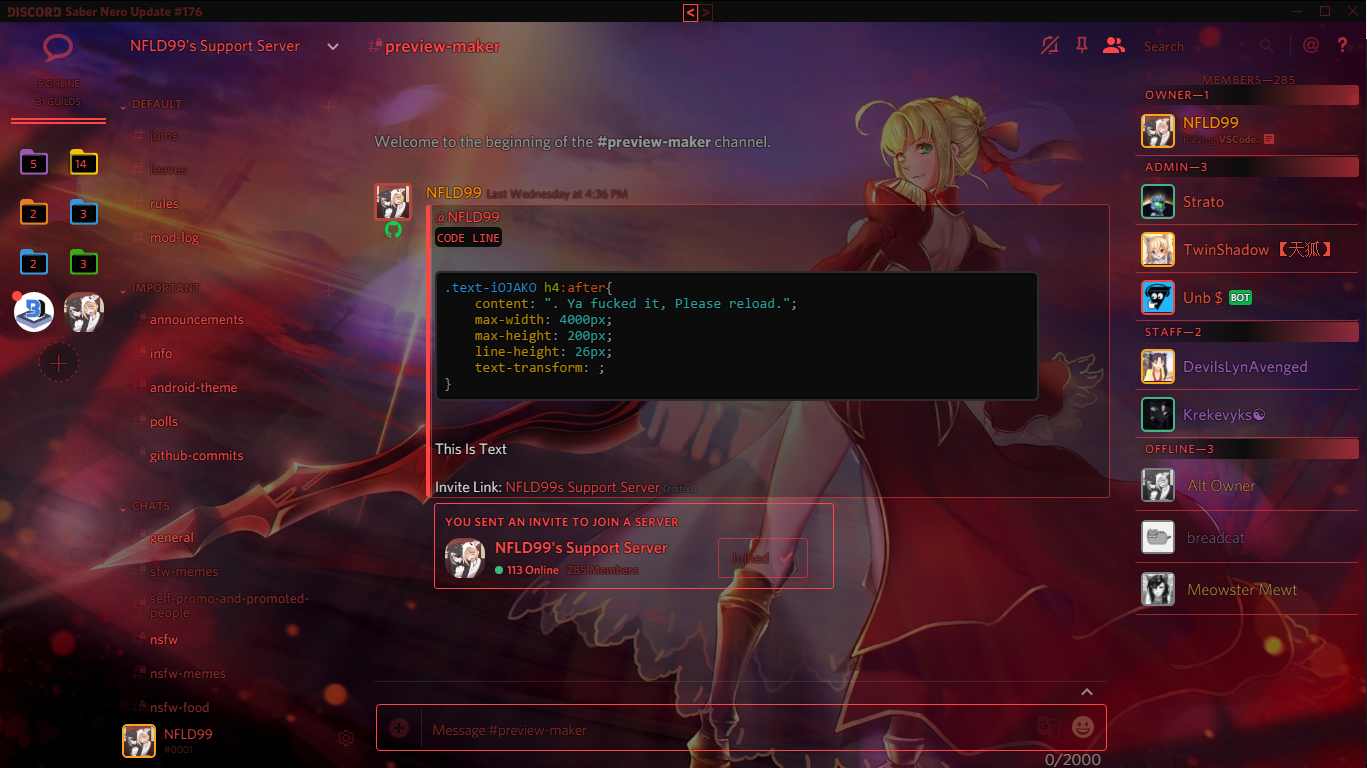 DISCORD Saber Nero Update #176
< >
NFLD99's Support Server
#preview-maker
Search
@ ?
5 ONLINE
31 GUILDS
5
14
2
3
2
3
DEFAULT
joins
leaves
rules
mod-log
IMPORTANT
announcements
info
android-theme
polls
github-commits
CHATS
general
sfw-memes
self-promo-and-promoted-
people
nsfw
nsfw-memes
nsfw-food
NFLD99
#0001
Welcome to the beginning of the #preview-maker channel.
NFLD99 Last Wednesday at 4:36 PM
@NFLD99
CODE LINE
.text-iOJAKO h4:after{
content: ". Ya fucked it, Please reload.";
max-width: 4000px;
max-height: 200px;
line-height: 26px;
text-transform: ;
}
This Is Text
Invite Link: NFLD99s Support Server (edited)
YOU SENT AN INVITE TO JOIN A SERVER
NFLD99's Support Server
113 Online 285 Members
Joined
Message #preview-maker
0/2000
MEMBERS—285
OWNER—1
NFLD99
Playing VSCode.
ADMIN—3
Strato
TwinShadow 【天狐】
Unb $ BOT
STAFF—2
DevilsLynAvenged
Krekevyks☯
OFFLINE—3
Alt Owner
breadcat
Meowster Mewt